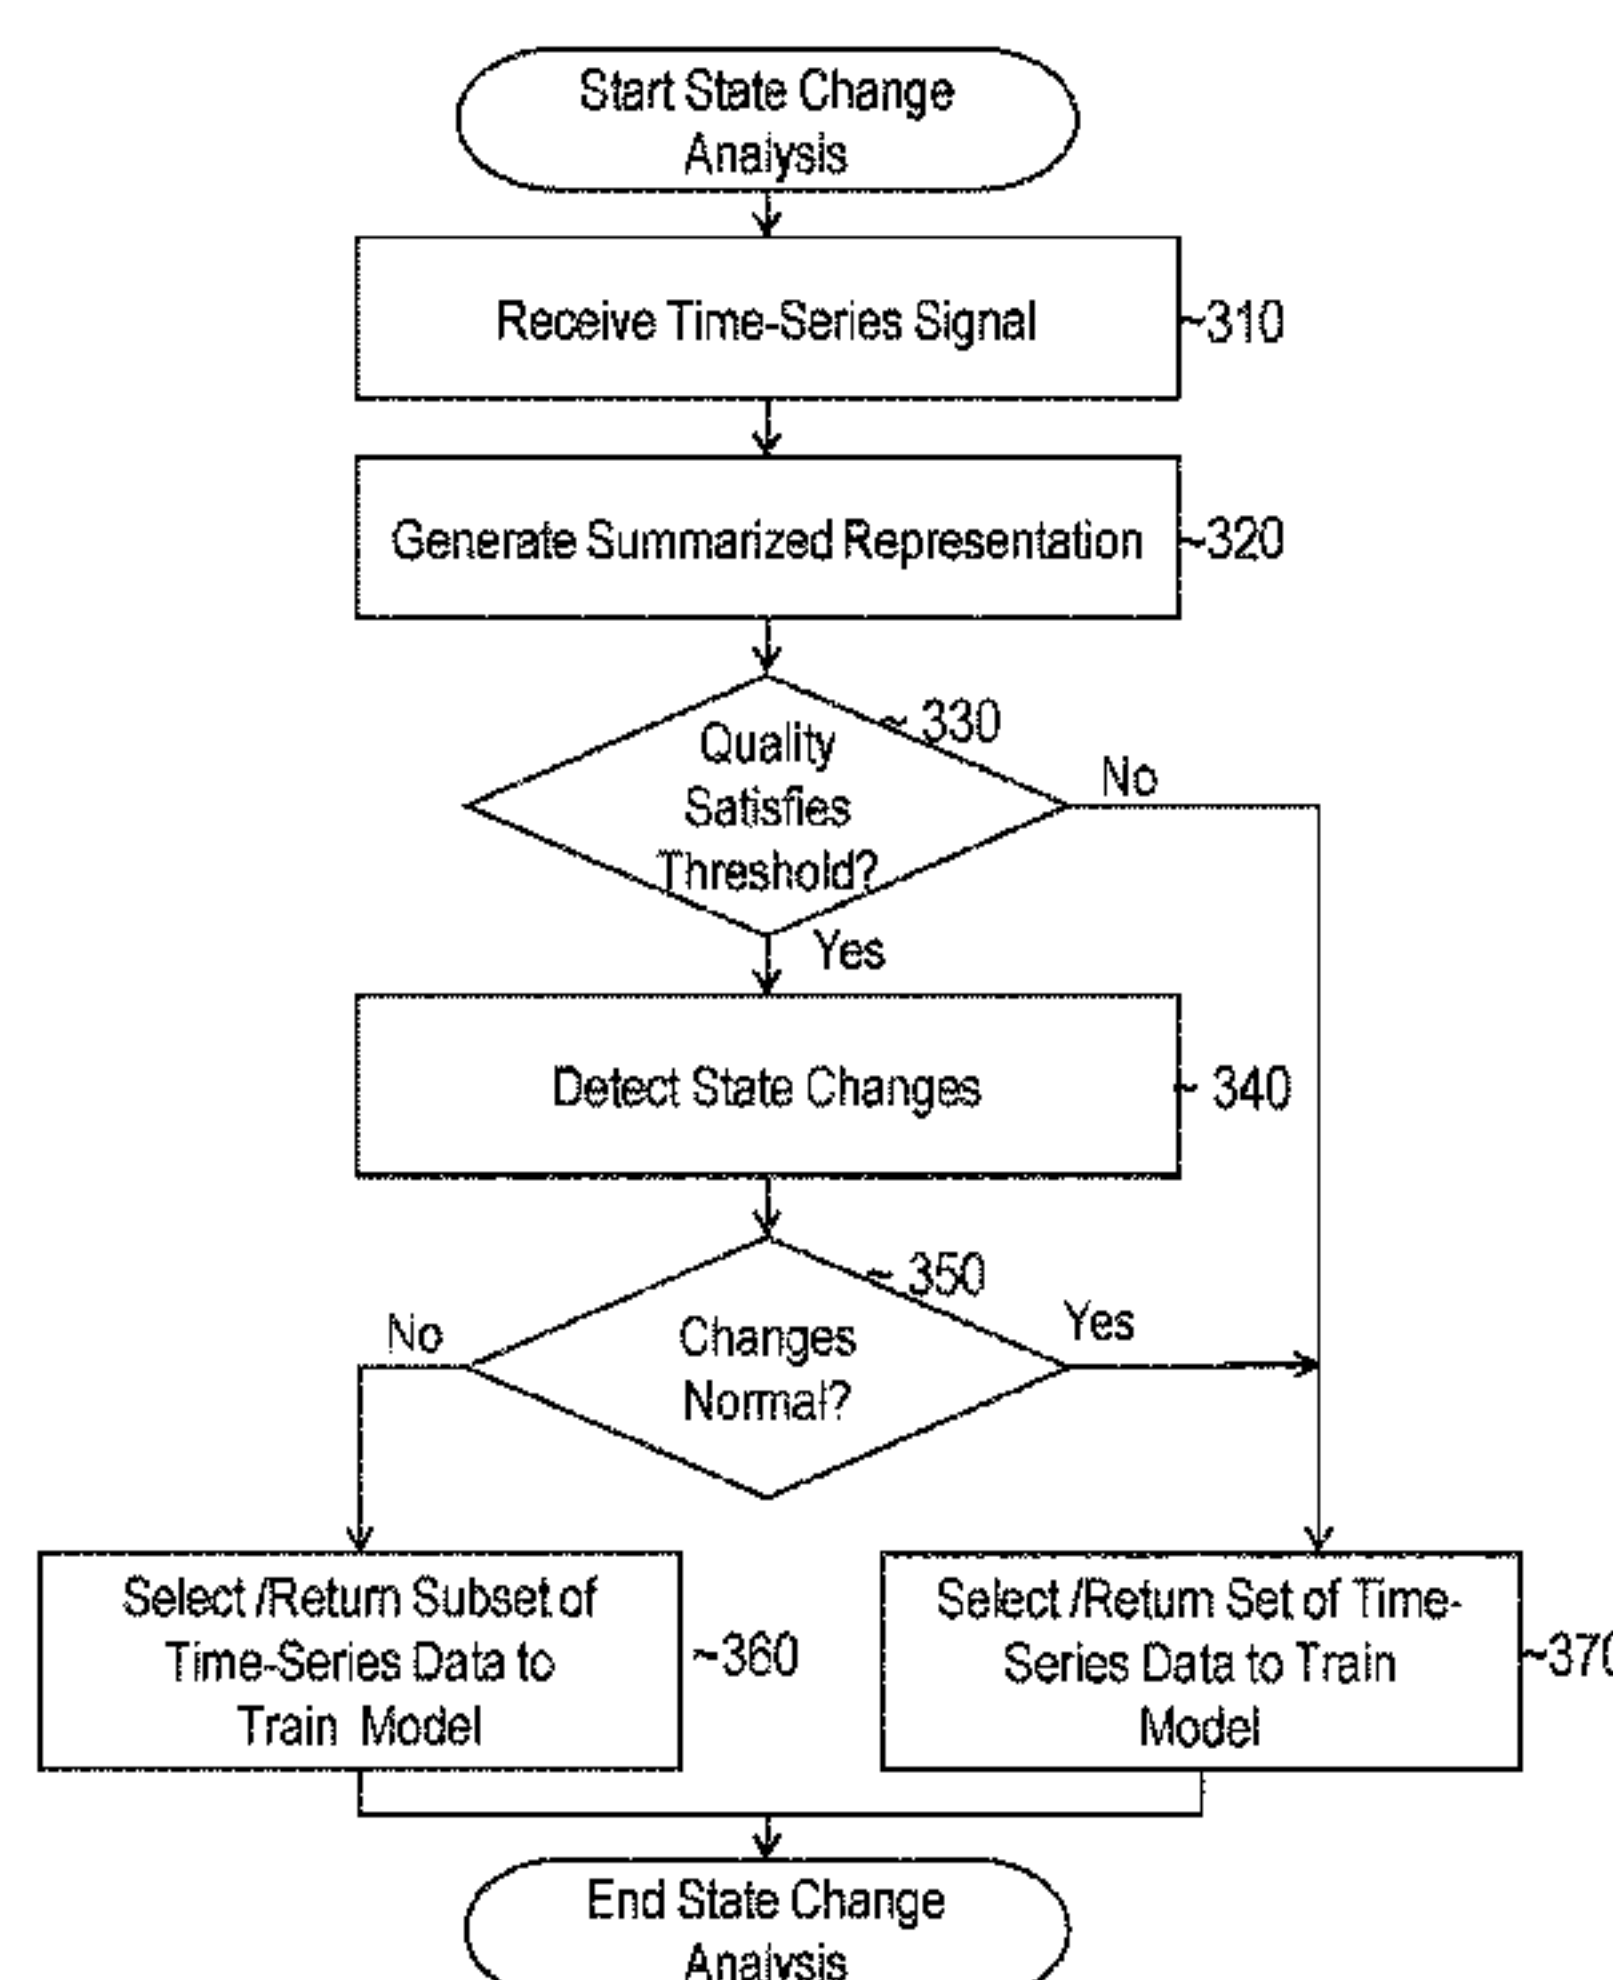 Start State Change
Analysis
Receive Time-Series Signal
~310
Generate Summarized Representation
~320
~ 330
Quality
Satisfies
Threshold?
No
Yes
Detect State Changes
~ 340
~ 350
Changes
Normal?
No
Yes
Select /Return Subset of
Time-Series Data to
Train Model
~360
Select /Return Set of Time-
Series Data to Train
Model
~370
End State Change
Analysis